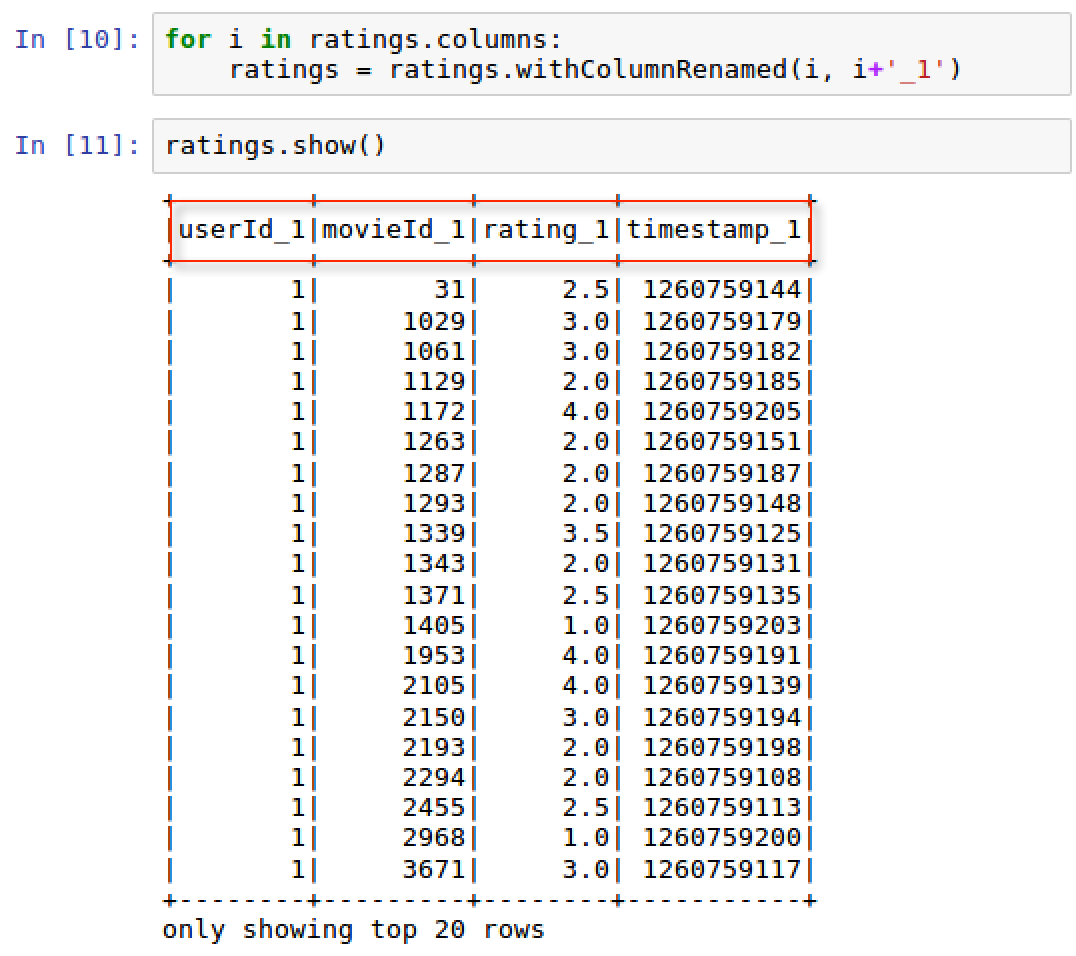 In [10]: for i in ratings.columns:
    ratings = ratings.withColumnRenamed(i, i+'_1')
In [11]: ratings.show()
+--------+---------+--------+-----------+
|userId_1|movieId_1|rating_1|timestamp_1|
+--------+---------+--------+-----------+
|       1|       31|     2.5| 1260759144|
|       1|     1029|     3.0| 1260759179|
|       1|     1061|     3.0| 1260759182|
|       1|     1129|     2.0| 1260759185|
|       1|     1172|     4.0| 1260759205|
|       1|     1263|     2.0| 1260759151|
|       1|     1287|     2.0| 1260759187|
|       1|     1293|     2.0| 1260759148|
|       1|     1339|     3.5| 1260759125|
|       1|     1343|     2.0| 1260759131|
|       1|     1371|     2.5| 1260759135|
|       1|     1405|     1.0| 1260759203|
|       1|     1953|     4.0| 1260759191|
|       1|     2105|     4.0| 1260759139|
|       1|     2150|     3.0| 1260759194|
|       1|     2193|     2.0| 1260759198|
|       1|     2294|     2.0| 1260759108|
|       1|     2455|     2.5| 1260759113|
|       1|     2968|     1.0| 1260759200|
|       1|     3671|     3.0| 1260759117|
+--------+---------+--------+-----------+
only showing top 20 rows